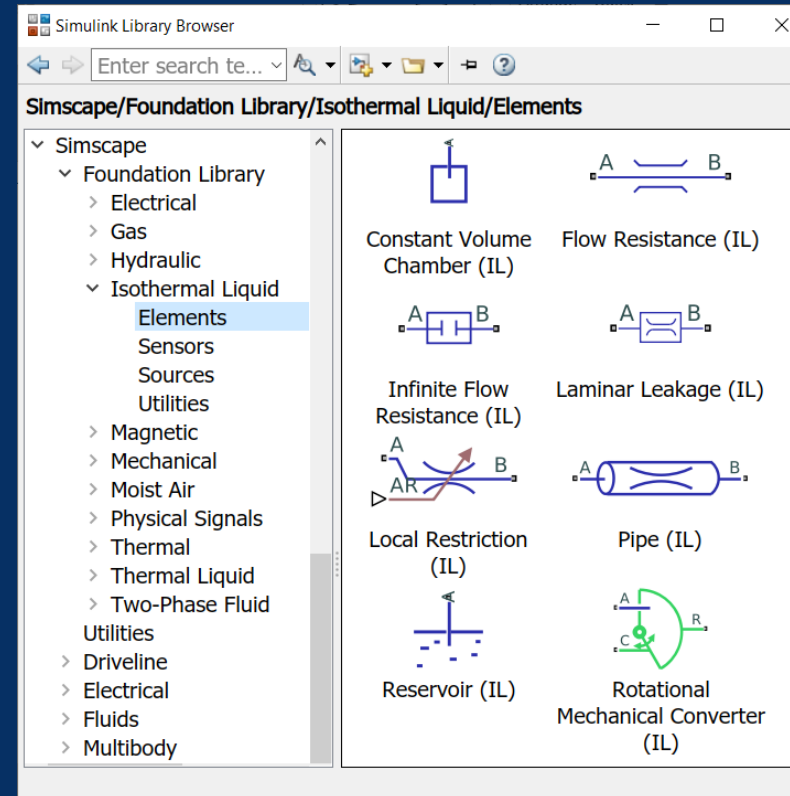 Simulink Library Browser
Enter search te...
Simscape/Foundation Library/Isothermal Liquid/Elements
Simscape
Foundation Library
Electrical
Gas
Hydraulic
Isothermal Liquid
Elements
Sensors
Sources
Utilities
Magnetic
Mechanical
Moist Air
Physical Signals
Thermal
Thermal Liquid
Two-Phase Fluid
Utilities
Driveline
Electrical
Fluids
Multibody
A
Constant Volume
Chamber (IL)
A B
Flow Resistance (IL)
A B
Infinite Flow
Resistance (IL)
A B
Laminar Leakage (IL)
A
B
AR
Local Restriction
(IL)
A B
Pipe (IL)
A
Reservoir (IL)
A
R
C
Rotational
Mechanical Converter
(IL)